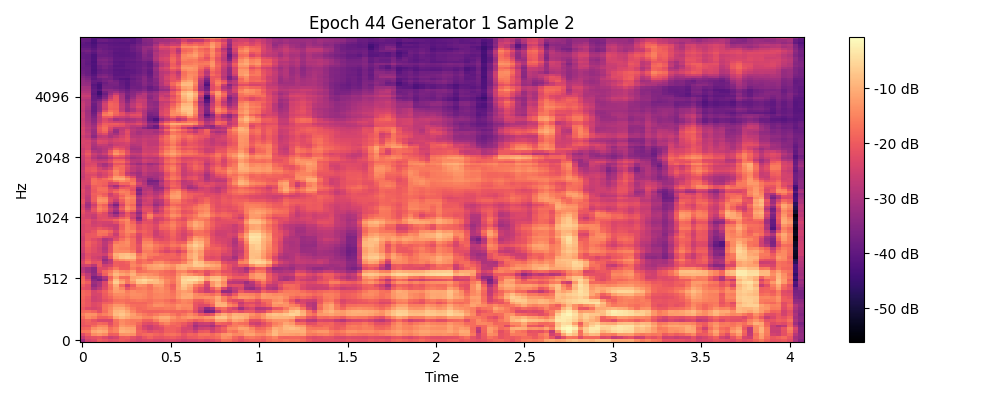 Epoch 44 Generator 1 Sample 2
Hz
4096
2048
1024
512
0
0 0.5 1 1.5 2 2.5 3 3.5 4
Time
-10 dB
-20 dB
-30 dB
-40 dB
-50 dB